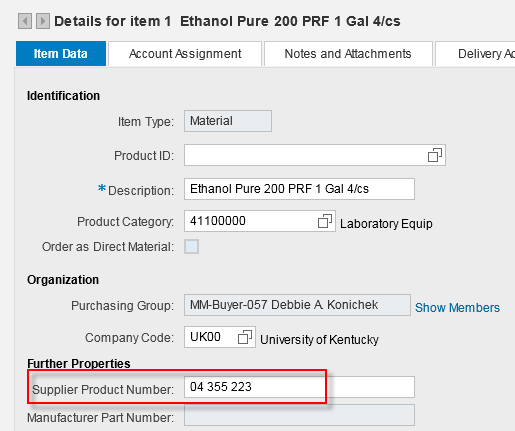 Details for item 1 Ethanol Pure 200 PRF 1 Gal 4/cs
Item Data Account Assignment Notes and Attachments Delivery Ad
Identification
Item Type: Material
Product ID:
* Description: Ethanol Pure 200 PRF 1 Gal 4/cs
Product Category: 41100000 Laboratory Equip
Order as Direct Material:
Organization
Purchasing Group: MM-Buyer-057 Debbie A. Konichek Show Members
Company Code: UK00 University of Kentucky
Further Properties
Supplier Product Number: 04 355 223
Manufacturer Part Number: